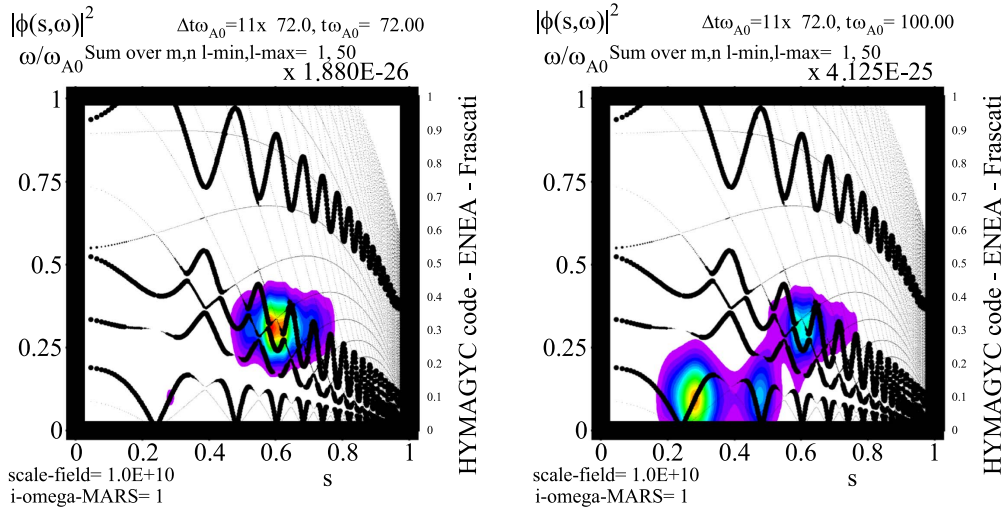 |ϕ(s,ω)|² Δtω_A0=11x 72.0, tω_A0= 72.00
ω/ω_A0 Sum over m,n l-min,l-max= 1, 50
x 1.880E-26
1
0.75
0.5
0.25
0
0 0.2 0.4 0.6 0.8 1
s
1
0.9
0.8
0.7
0.6
0.5
0.4
0.3
0.2
0.1
0
HYMAGYC code - ENEA - Frascati
scale-field= 1.0E+10
i-omega-MARS= 1
|ϕ(s,ω)|² Δtω_A0=11x 72.0, tω_A0= 100.00
ω/ω_A0 Sum over m,n l-min,l-max= 1, 50
x 4.125E-25
1
0.75
0.5
0.25
0
0 0.2 0.4 0.6 0.8 1
s
1
0.9
0.8
0.7
0.6
0.5
0.4
0.3
0.2
0.1
0
HYMAGYC code - ENEA - Frascati
scale-field= 1.0E+10
i-omega-MARS= 1